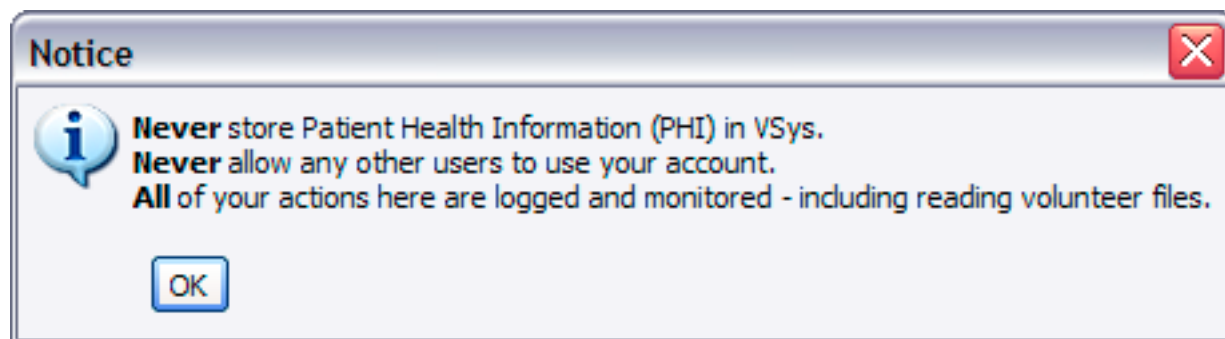 Notice
Never store Patient Health Information (PHI) in VSys.
Never allow any other users to use your account.
All of your actions here are logged and monitored - including reading volunteer files.
OK